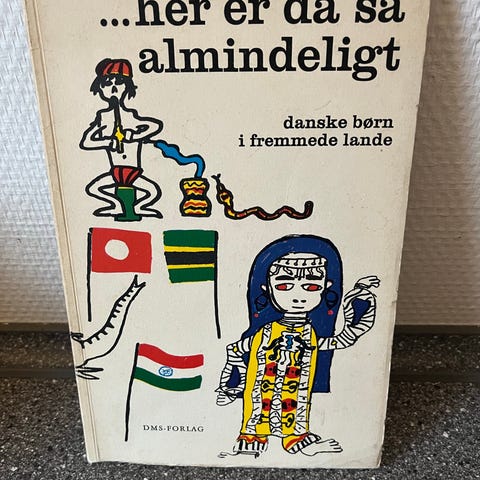 ...her er da så
almindeligt
danske børn
i fremmede lande
DMS-FORLAG